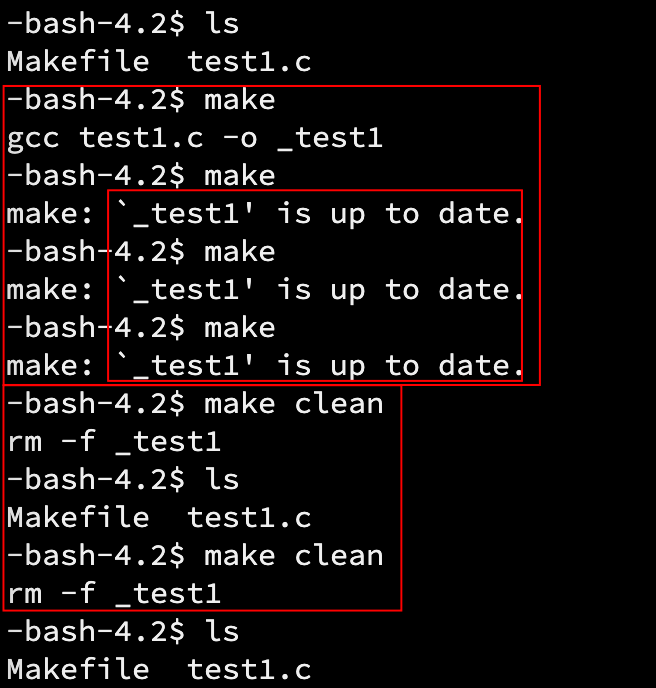 -bash-4.2$ ls
Makefile  test1.c
-bash-4.2$ make
gcc test1.c -o _test1
-bash-4.2$ make
make: `_test1' is up to date.
-bash-4.2$ make
make: `_test1' is up to date.
-bash-4.2$ make
make: `_test1' is up to date.
-bash-4.2$ make clean
rm -f _test1
-bash-4.2$ ls
Makefile  test1.c
-bash-4.2$ make clean
rm -f _test1
-bash-4.2$ ls
Makefile  test1.c